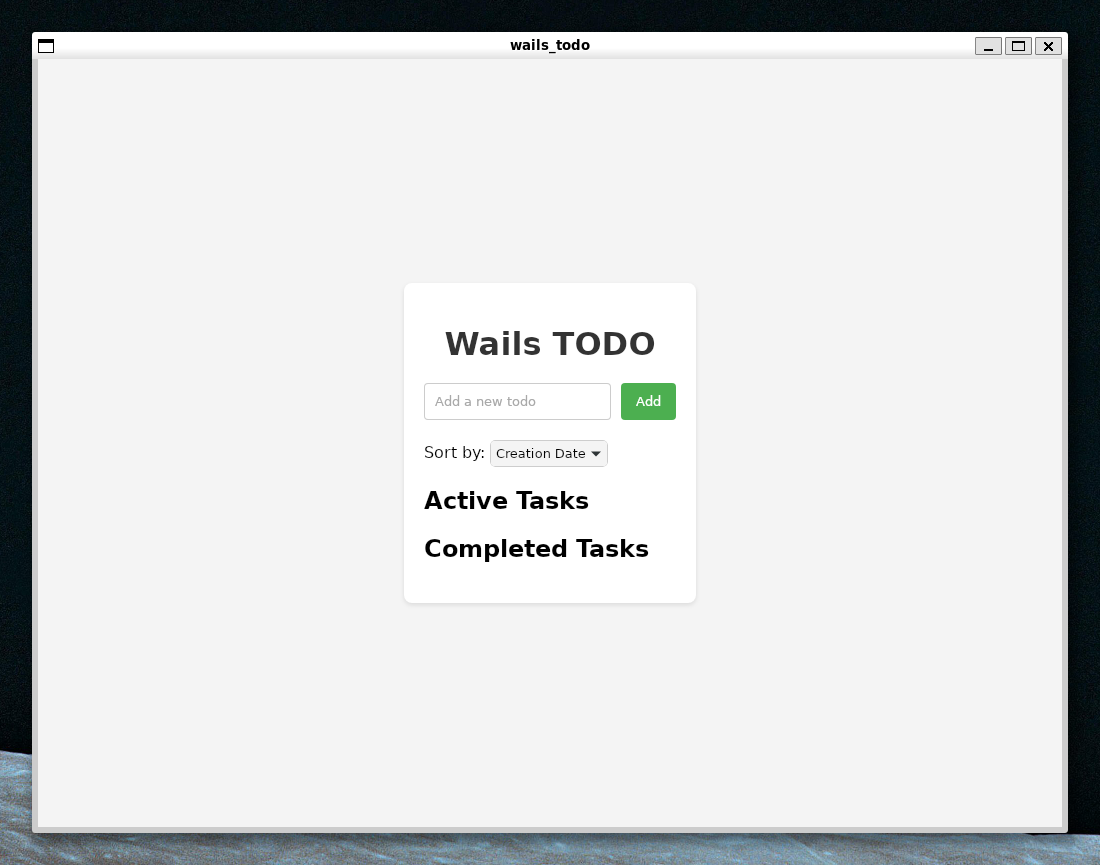 wails_todo
Wails TODO
Add a new todo
Add
Sort by: Creation Date
Active Tasks
Completed Tasks